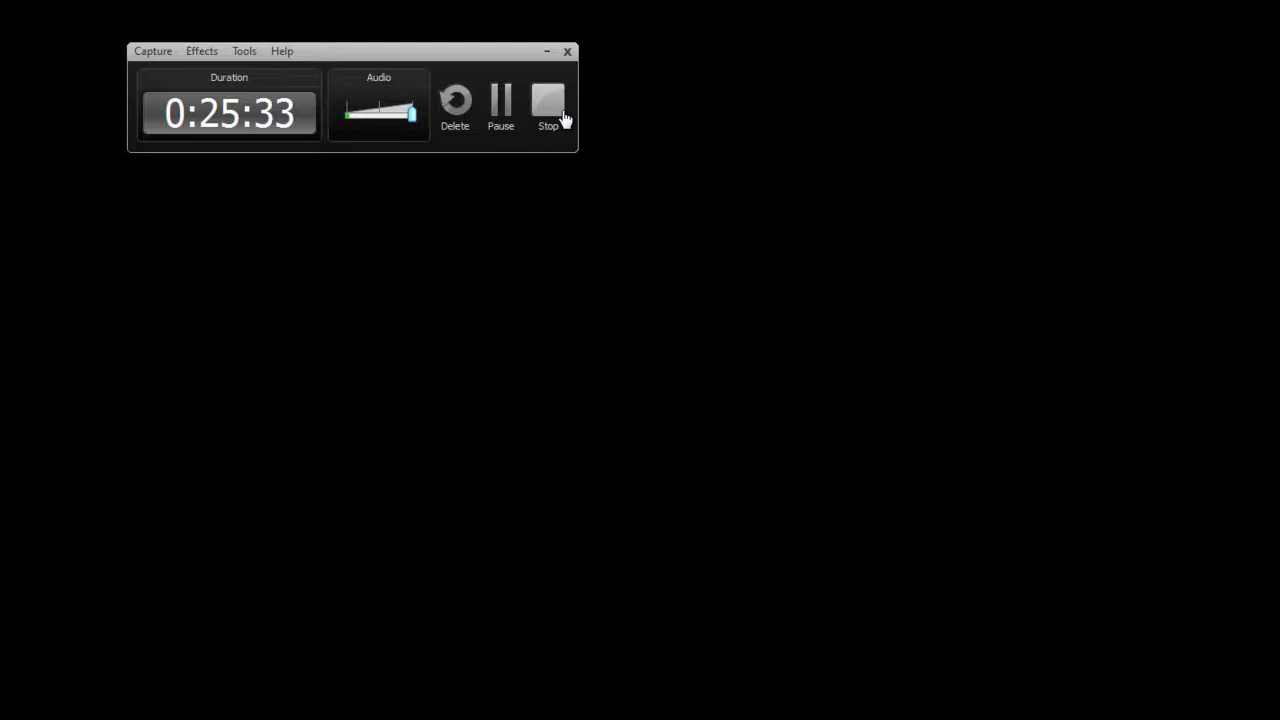 Capture Effects Tools Help - x
Duration Audio
0:25:33
Delete Pause Stop